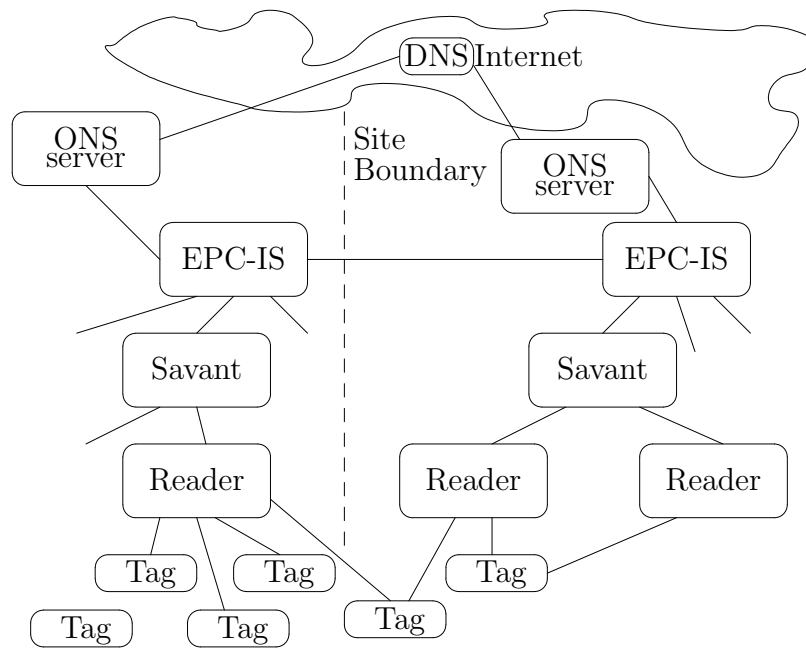 DNS Internet
ONS
server
Site
Boundary
ONS
server
EPC-IS
EPC-IS
Savant
Savant
Reader
Reader
Reader
Tag
Tag
Tag
Tag
Tag
Tag